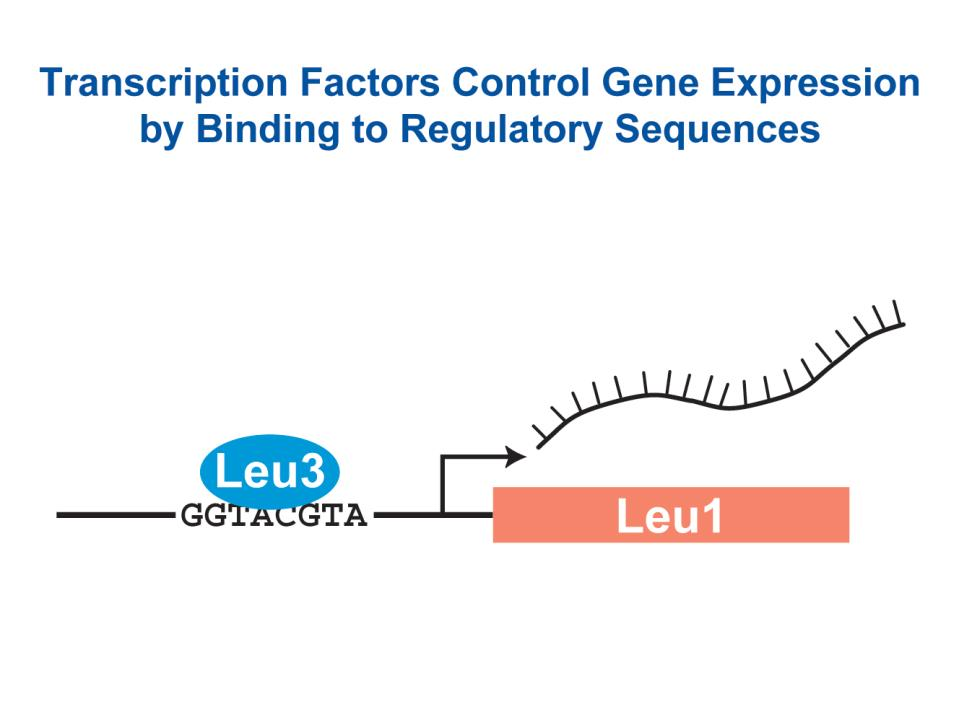 Transcription Factors Control Gene Expression
by Binding to Regulatory Sequences
Leu3
GGTACGTA
Leu1